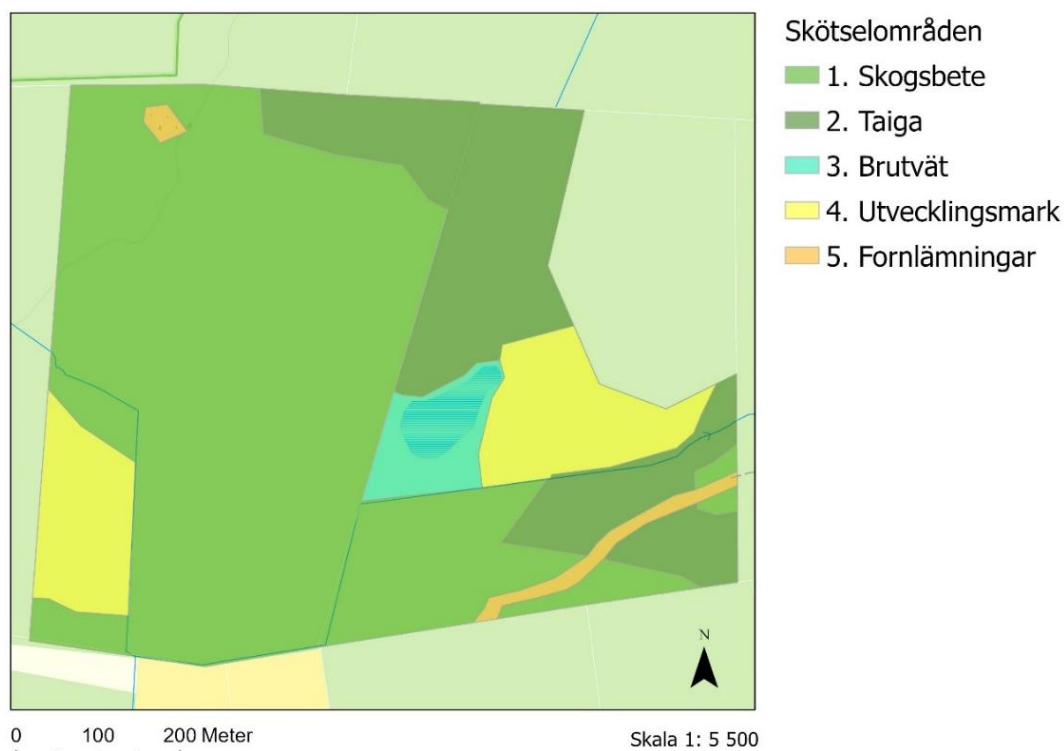 Skötselområden
1. Skogsbete
2. Taiga
3. Brutvät
4. Utvecklingsmark
5. Fornlämningar
N
0 100 200 Meter
Skala 1: 5 500